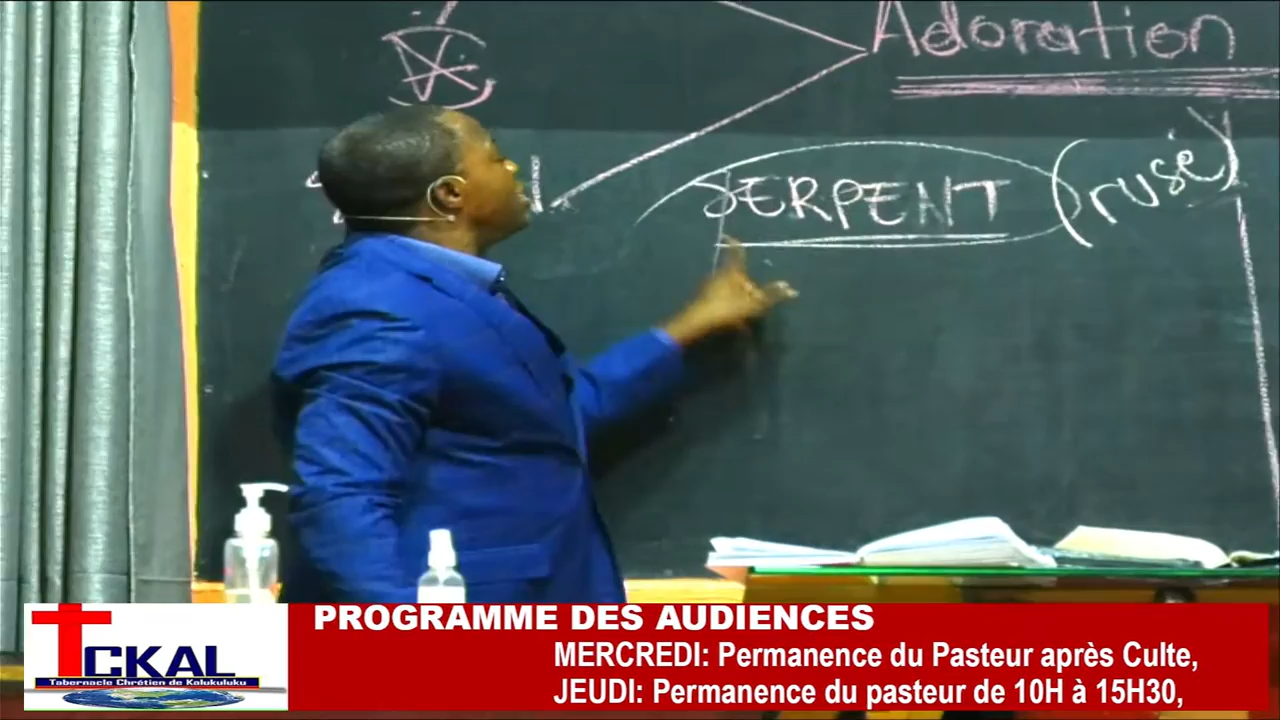 Adoration
SERPENT (rusé)
PROGRAMME DES AUDIENCES
MERCREDI: Permanence du Pasteur après Culte,
JEUDI: Permanence du pasteur de 10H à 15H30,
TCKAL
Tabernacle Chrétien de Kalukuluku